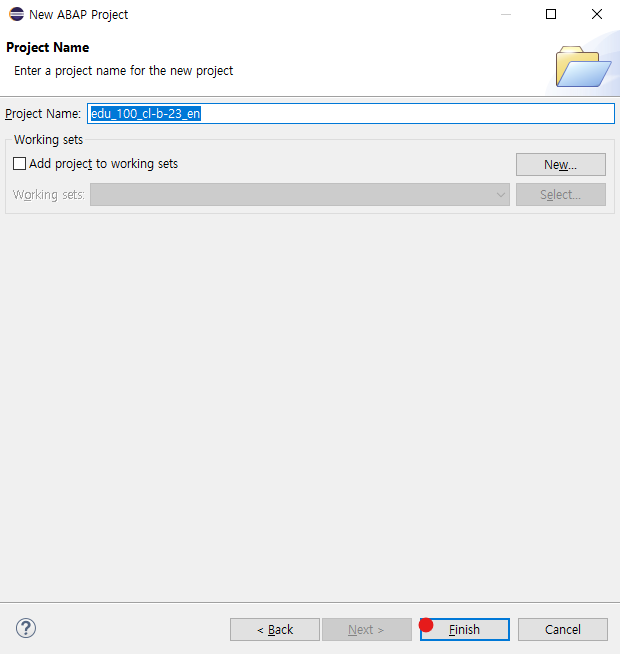 New ABAP Project
Project Name
Enter a project name for the new project
Project Name: edu_100_cl-b-23_en
Working sets
Add project to working sets New...
Working sets: Select...
? < Back Next > Finish Cancel